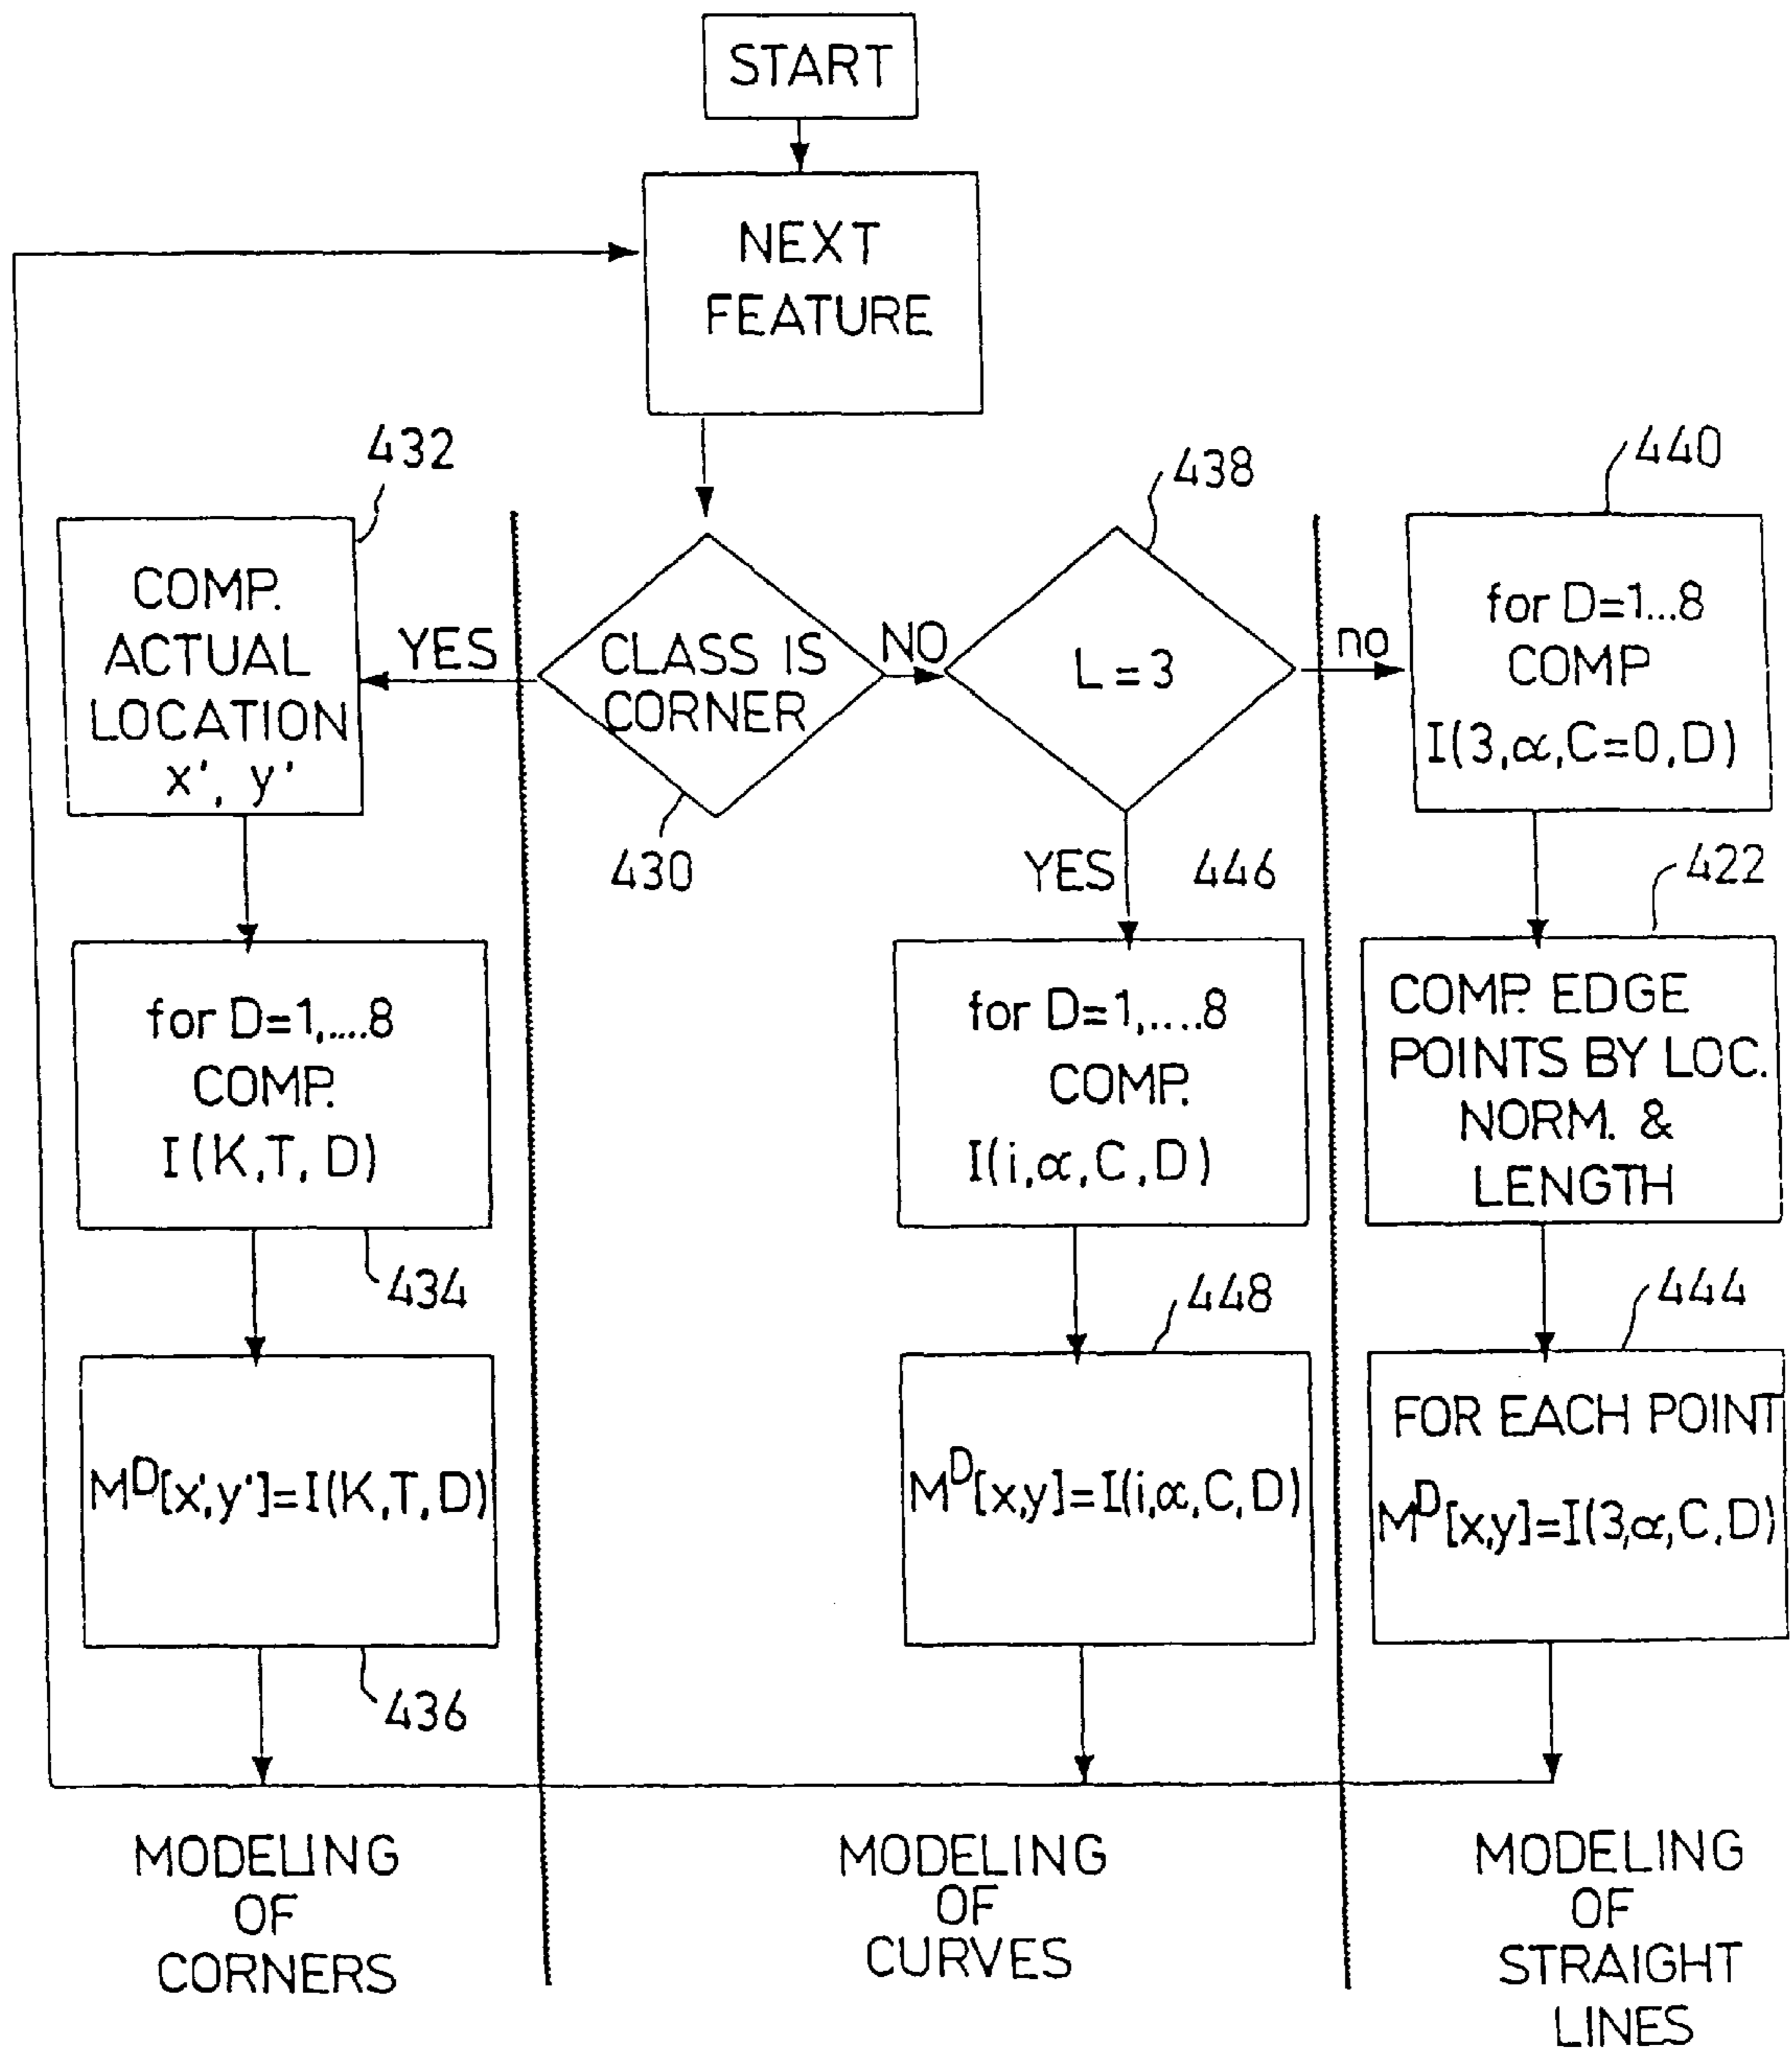 START
NEXT
FEATURE
432
438
440
COMP.
ACTUAL
LOCATION
x', y'
YES
CLASS IS
CORNER
430
NO
L = 3
no
for D=1...8
COMP
I(3,α,C=0,D)
YES
446
422
for D=1,....8
COMP.
I(K,T, D)
434
for D=1,....8
COMP.
I(i,α,C,D)
COMP. EDGE
POINTS BY LOC.
NORM. &
LENGTH
448
444
M^D[x',y']=I(K,T,D)
436
M^D[x,y]=I(i,α,C,D)
FOR EACH POINT
M^D[x,y]=I(3,α,C,D)
MODELING
OF
CORNERS
MODELING
OF
CURVES
MODELING
OF
STRAIGHT
LINES